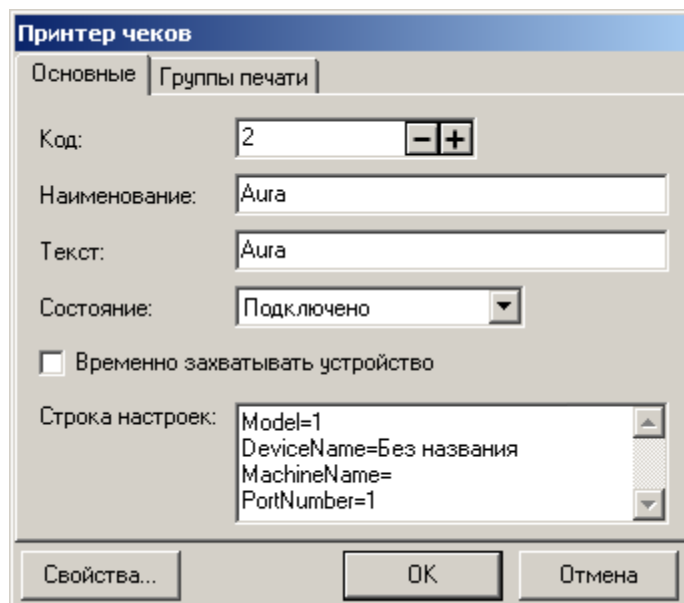 Принтер чеков
Основные Группы печати
Код: 2
Наименование: Aura
Текст: Aura
Состояние: Подключено
Временно захватывать устройство
Строка настроек: Model=1
DeviceName=Без названия
MachineName=
PortNumber=1
Свойства... OK Отмена